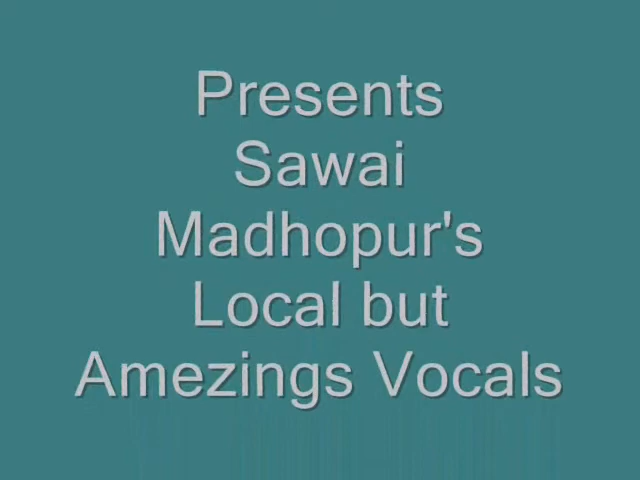 Presents
Sawai
Madhopur's
Local but
Amezings Vocals